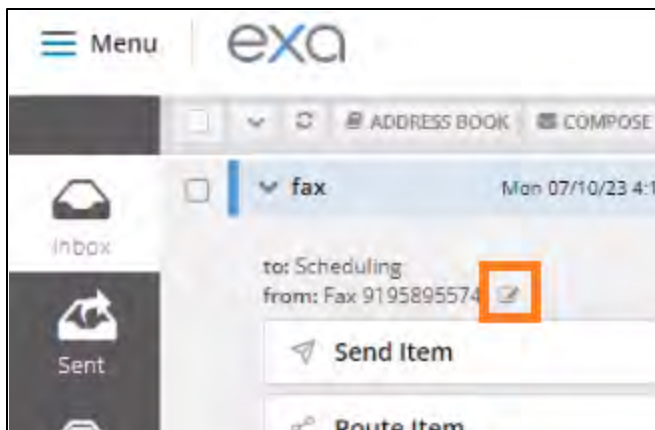 Menu
exa
ADDRESS BOOK COMPOSE
fax Mon 07/10/23 4:1
Inbox
to: Scheduling
from: Fax 9195895574
Send Item
Sent
Route Item